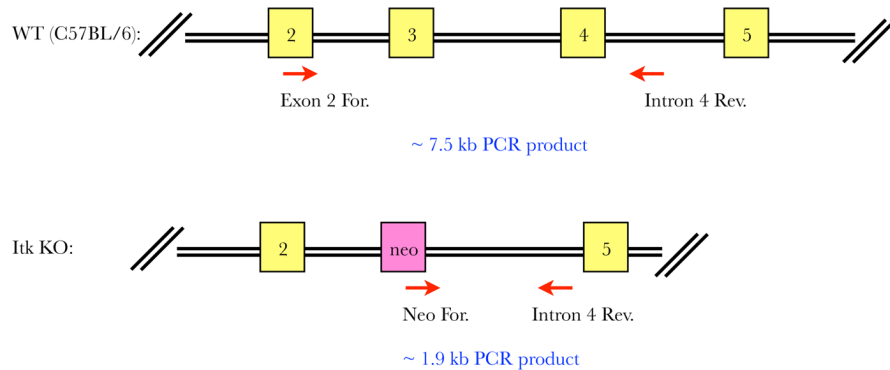 WT (C57BL/6):
2 3 4 5
Exon 2 For. Intron 4 Rev.
~ 7.5 kb PCR product
Itk KO:
2 neo 5
Neo For. Intron 4 Rev.
~ 1.9 kb PCR product